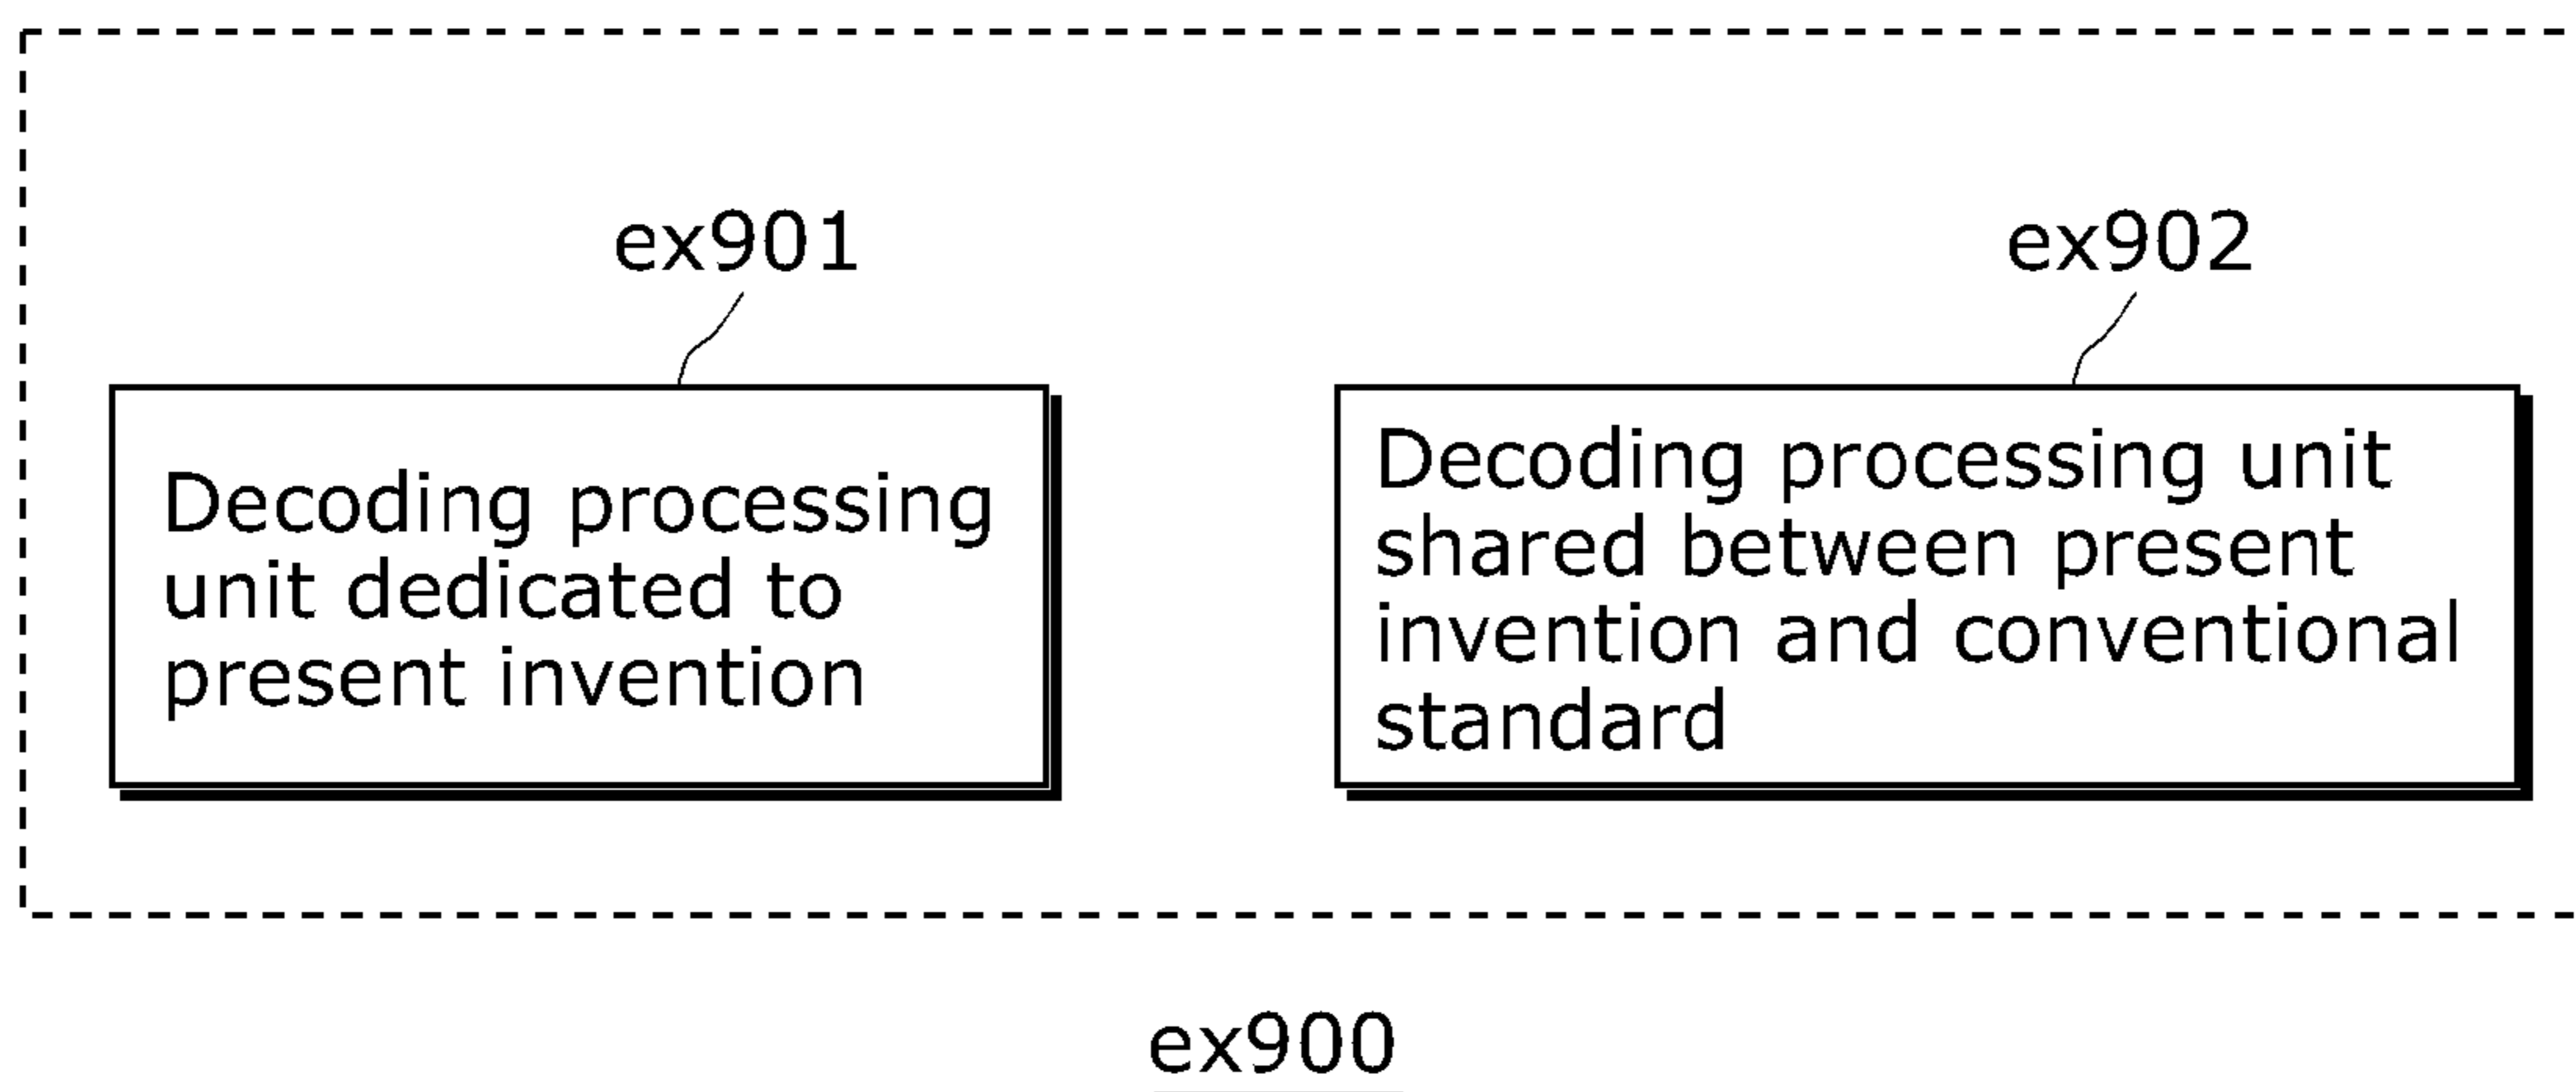 ex901
Decoding processing
unit dedicated to
present invention
ex902
Decoding processing unit
shared between present
invention and conventional
standard
ex900